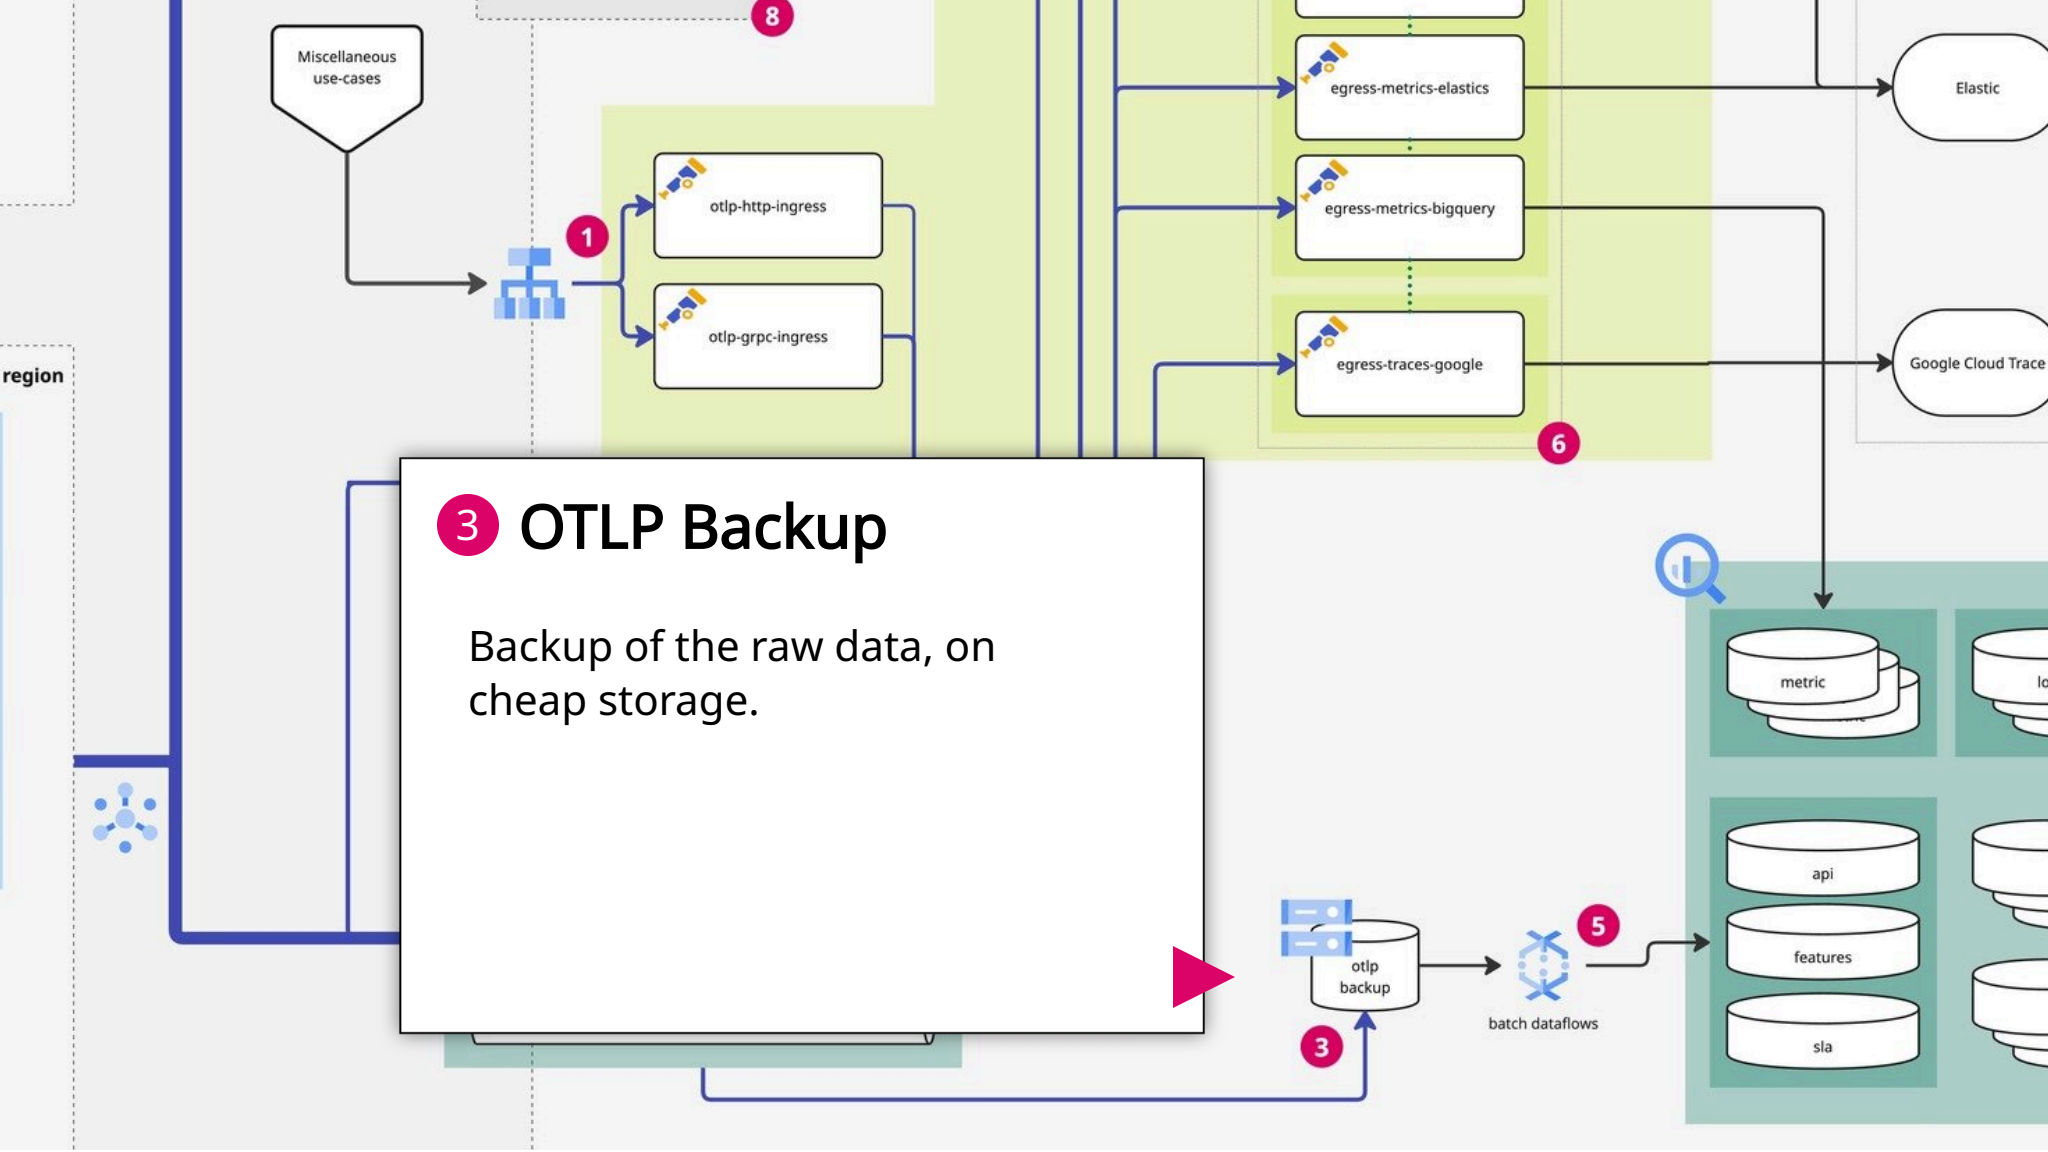 8
Miscellaneous
use-cases
egress-metrics-elastics
Elastic
otlp-http-ingress
egress-metrics-bigquery
1
otlp-grpc-ingress
egress-traces-google
Google Cloud Trace
region
6
3 OTLP Backup
Backup of the raw data, on
cheap storage.
metric
lo
api
features
sla
otlp
backup
5
batch dataflows
3